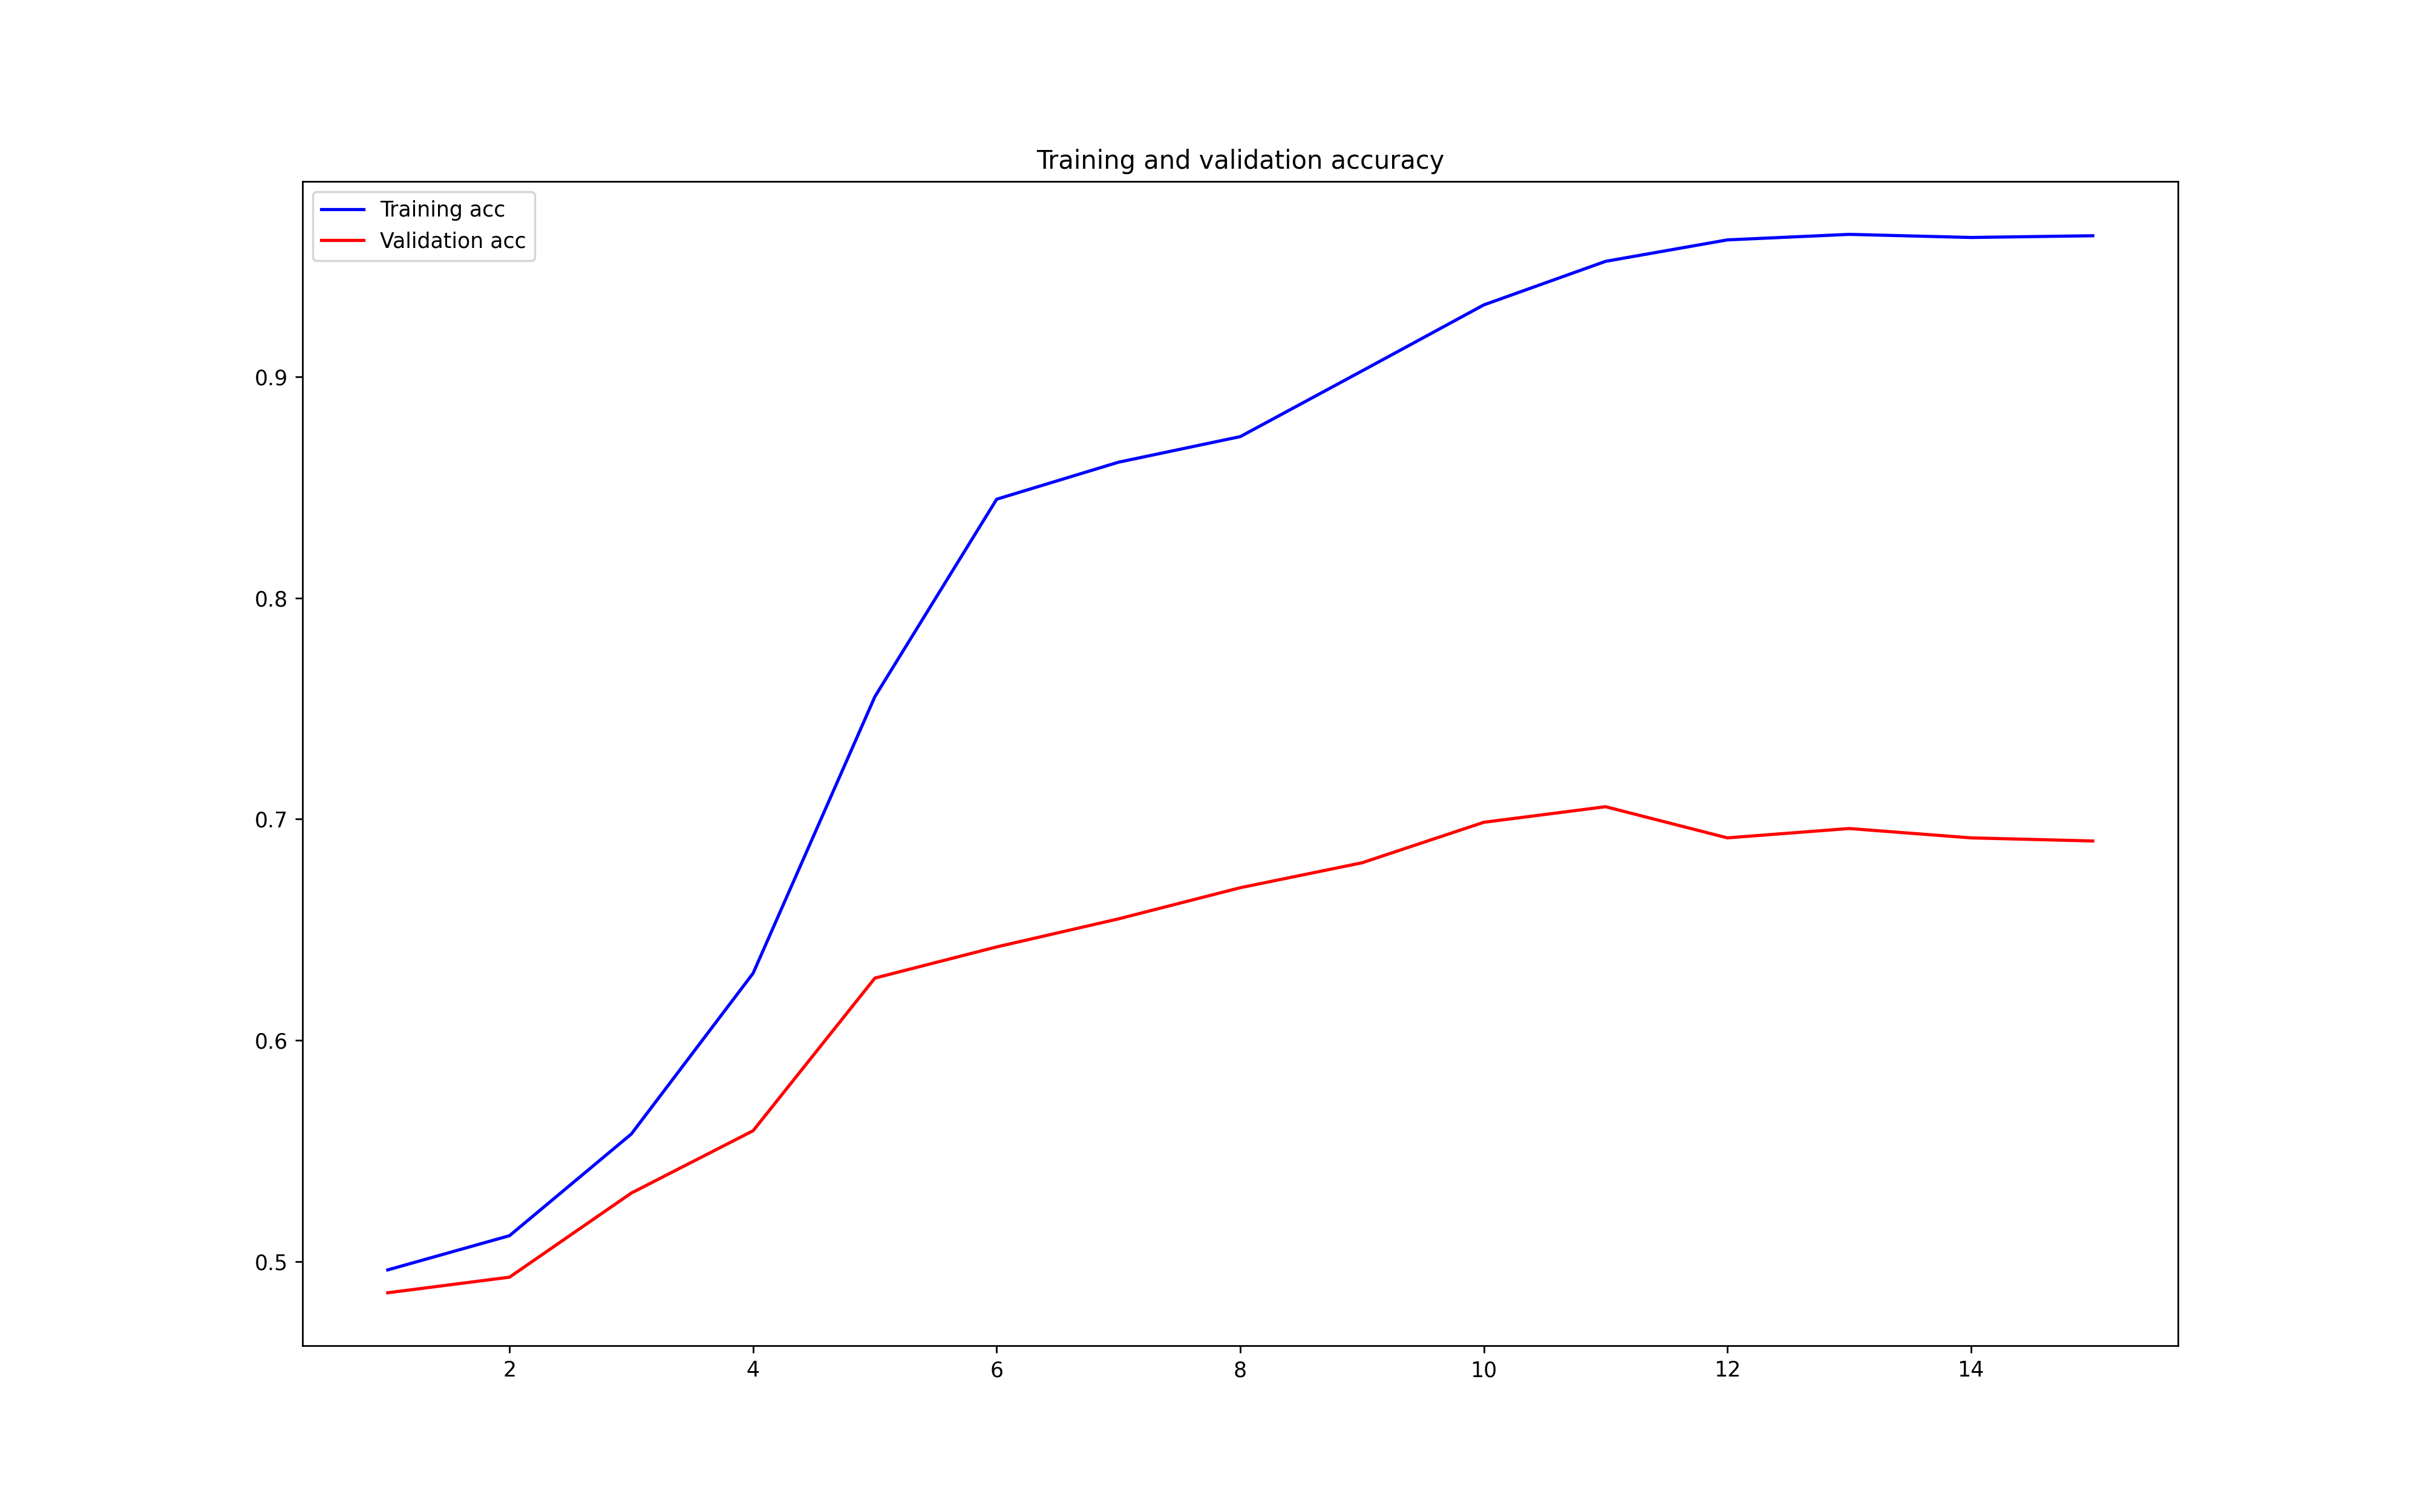 Training and validation accuracy
Training acc
Validation acc
0.9
0.8
0.7
0.6
0.5
2 4 6 8 10 12 14